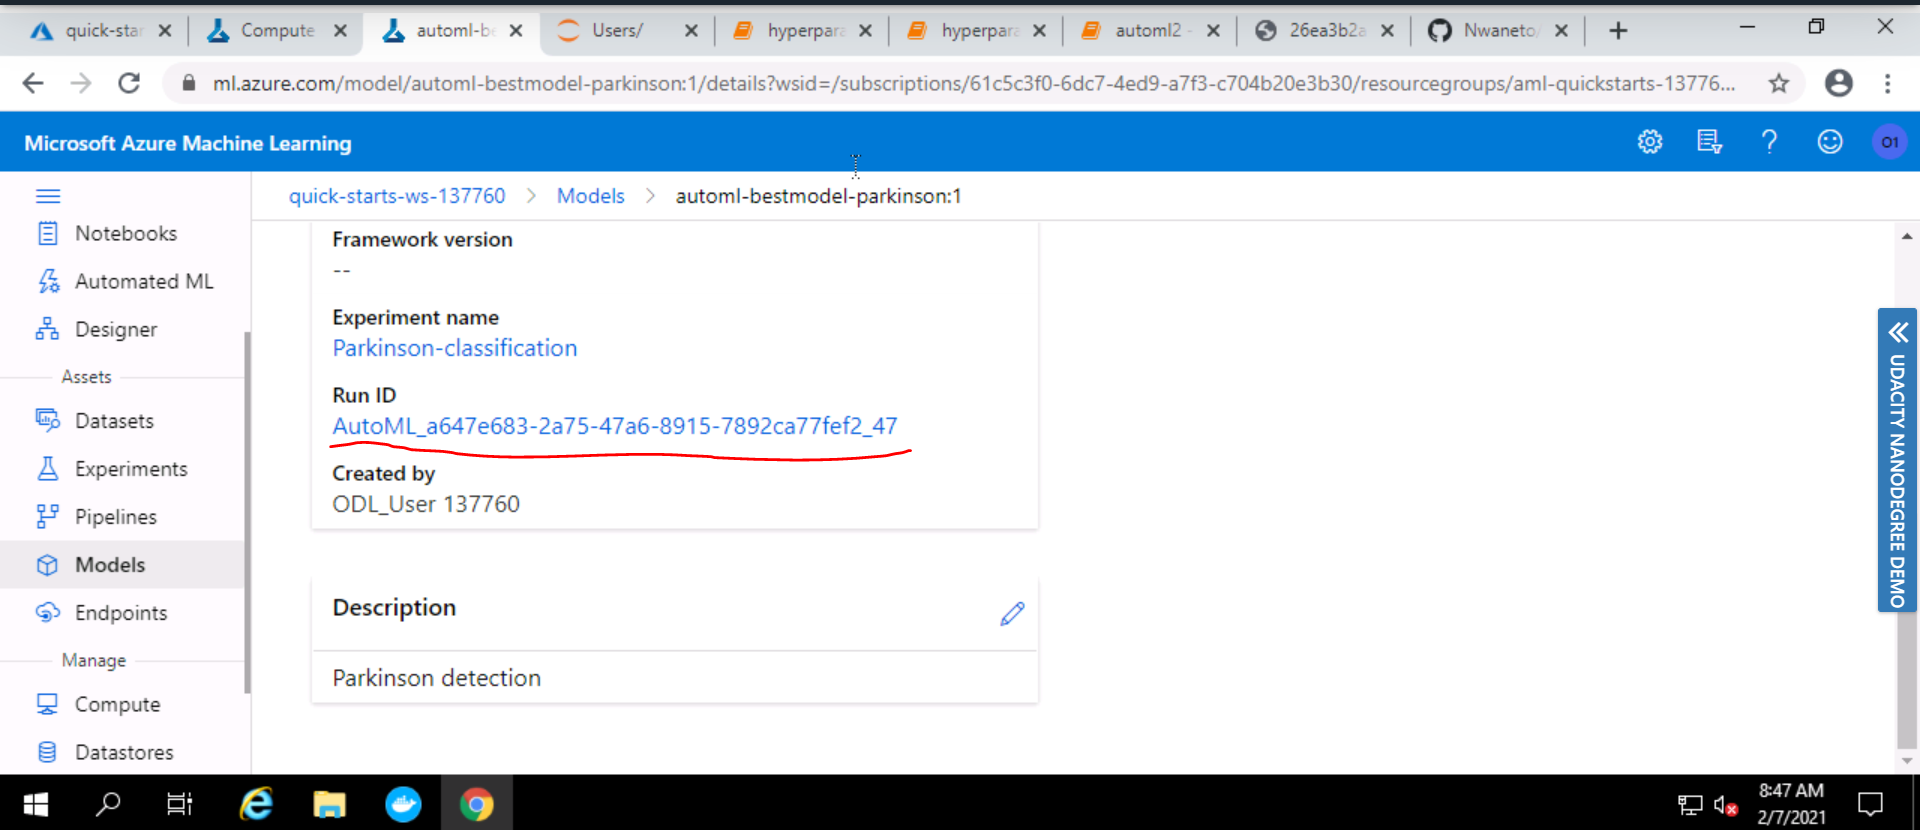 quick-star
Compute
automl-be
Users/
hyperpara
hyperpara
automl2 -
26ea3b2a
Nwaneto/
ml.azure.com/model/automl-bestmodel-parkinson:1/details?wsid=/subscriptions/61c5c3f0-6dc7-4ed9-a7f3-c704b20e3b30/resourcegroups/aml-quickstarts-13776...
Microsoft Azure Machine Learning
O1
quick-starts-ws-137760 > Models > automl-bestmodel-parkinson:1
Notebooks
Automated ML
Designer
Assets
Datasets
Experiments
Pipelines
Models
Endpoints
Manage
Compute
Datastores
Framework version
--
Experiment name
Parkinson-classification
Run ID
AutoML_a647e683-2a75-47a6-8915-7892ca77fef2_47
Created by
ODL_User 137760
Description
Parkinson detection
UDACITY NANODEGREE DEMO
8:47 AM
2/7/2021